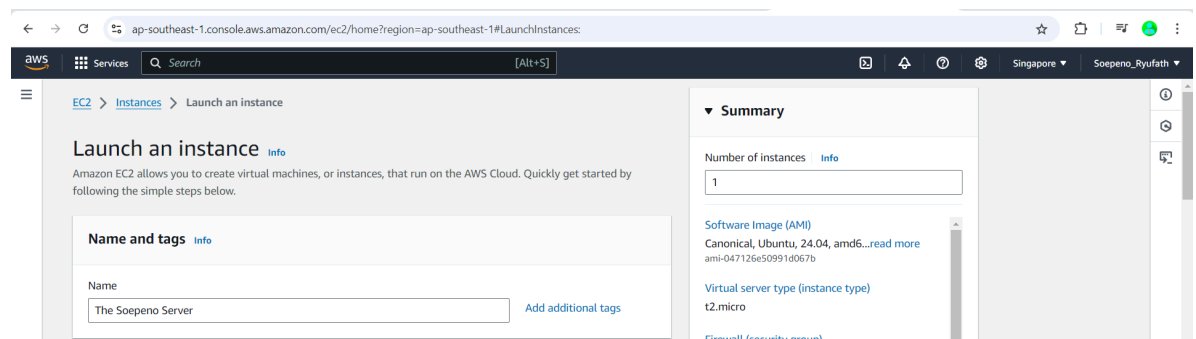 ap-southeast-1.console.aws.amazon.com/ec2/home?region=ap-southeast-1#LaunchInstances:
aws Services Search [Alt+S] Singapore ▼ Soepeno_Ryufath ▼
EC2 > Instances > Launch an instance
Launch an instance Info
Amazon EC2 allows you to create virtual machines, or instances, that run on the AWS Cloud. Quickly get started by
following the simple steps below.
Name and tags Info
Name
The Soepeno Server
Add additional tags
▼ Summary
Number of instances Info
1
Software Image (AMI)
Canonical, Ubuntu, 24.04, amd6...read more
ami-047126e50991d067b
Virtual server type (instance type)
t2.micro
Firewall (security group)